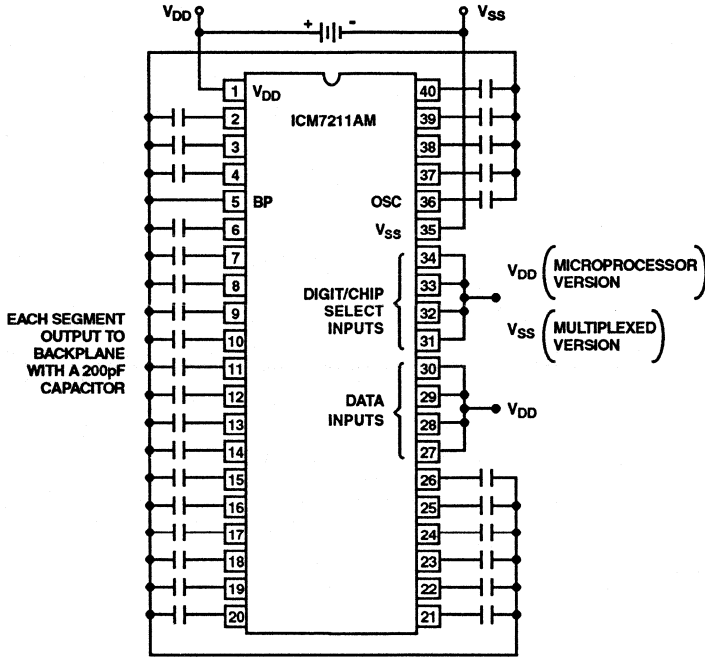 VDD
+
-
VSS
1
VDD
40
ICM7211AM
2
39
3
38
4
37
5
BP
OSC
36
6
VSS
35
7
34
8
33
DIGIT/CHIP
SELECT
INPUTS
9
32
10
31
VDD (MICROPROCESSOR
VERSION)
VSS (MULTIPLEXED
VERSION)
EACH SEGMENT
OUTPUT TO
BACKPLANE
WITH A 200pF
CAPACITOR
11
30
12
29
DATA
INPUTS
VDD
13
28
14
27
15
26
16
25
17
24
18
23
19
22
20
21